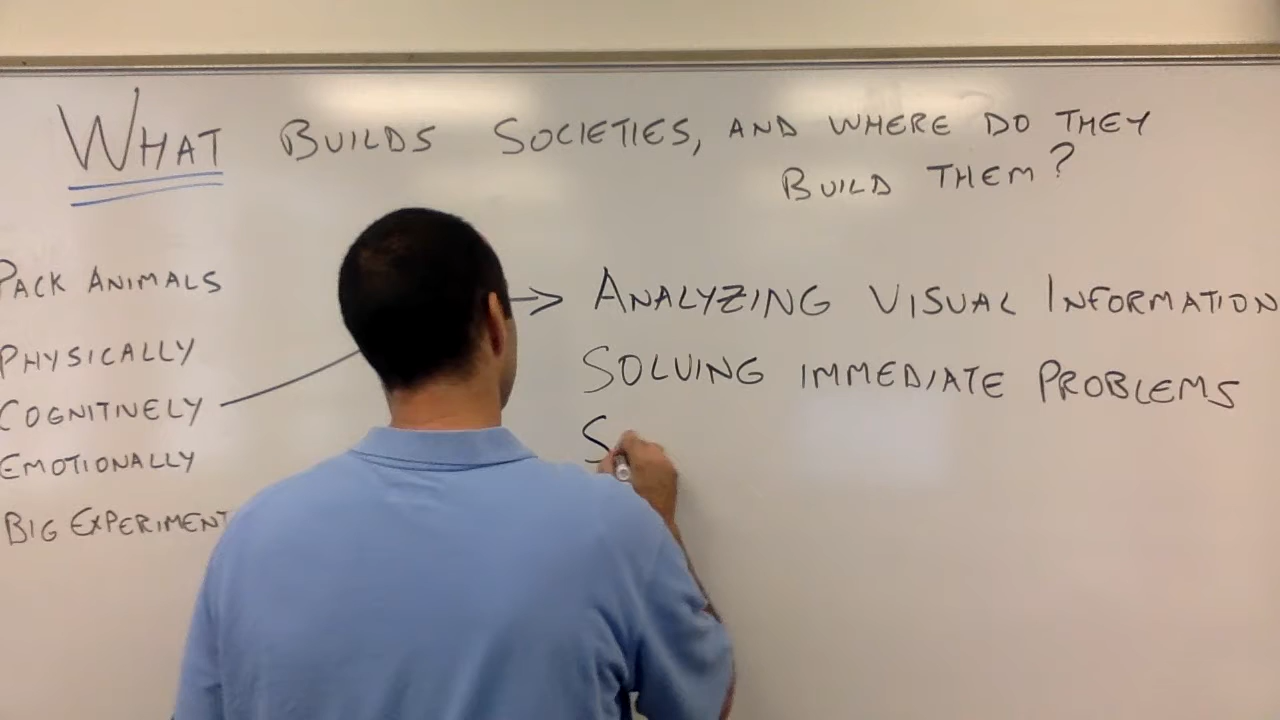 WHAT BUILDS SOCIETIES, AND WHERE DO THEY
BUILD THEM?
PACK ANIMALS
PHYSICALLY
COGNITIVELY
EMOTIONALLY
BIG EXPERIMENT
→ ANALYZING VISUAL INFORMATION
SOLVING IMMEDIATE PROBLEMS
S